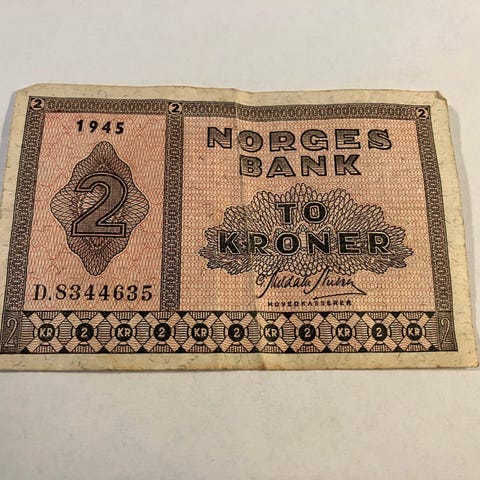 2 2 2
1945
2
D.8344635
NORGES
BANK
TO
KRONER
HOVEDKASSERER
2 KR 2 KR 2 KR 2 KR 2 KR 2 KR 2